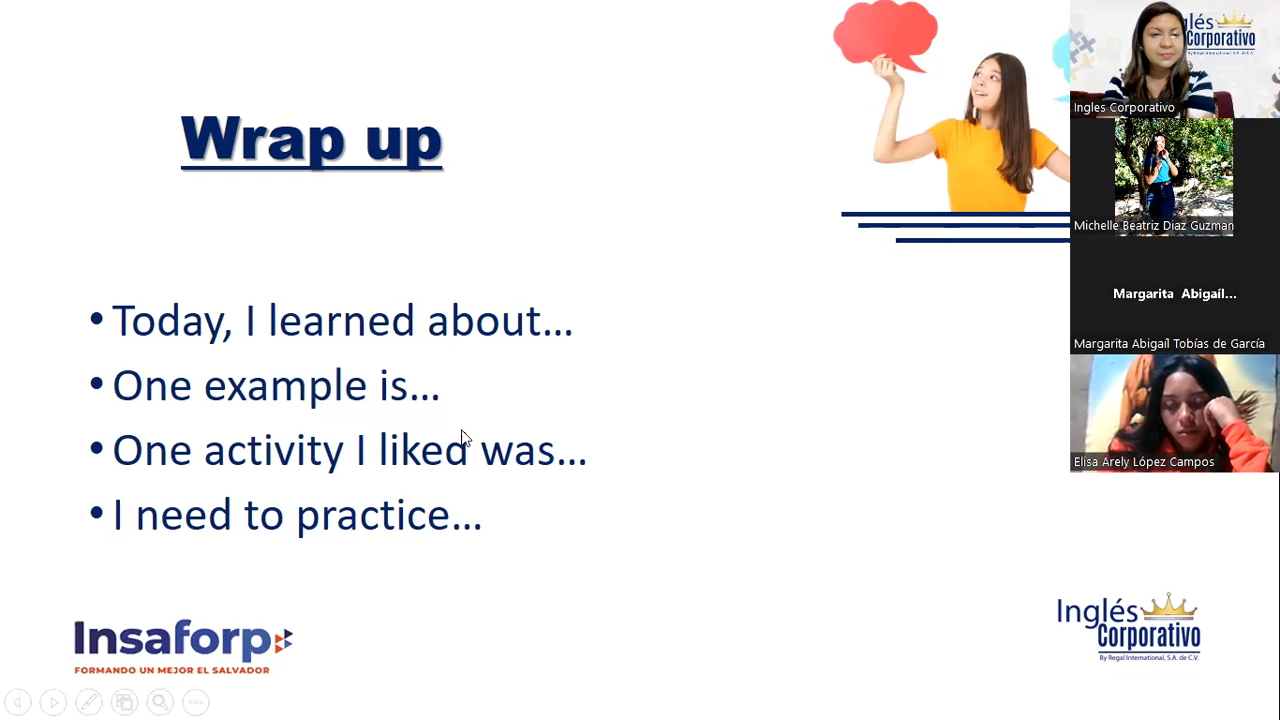 Wrap up
• Today, I learned about...
• One example is...
• One activity I liked was...
• I need to practice...
Insaforp
FORMANDO UN MEJOR EL SALVADOR
Inglés
Corporativo
By Regal International, S.A. de C.V.
glés
Corporativo
Ingles Corporativo
Michelle Beatriz Diaz Guzman
Margarita Abigaíl...
Margarita Abigaíl Tobías de García
Elisa Arely López Campos